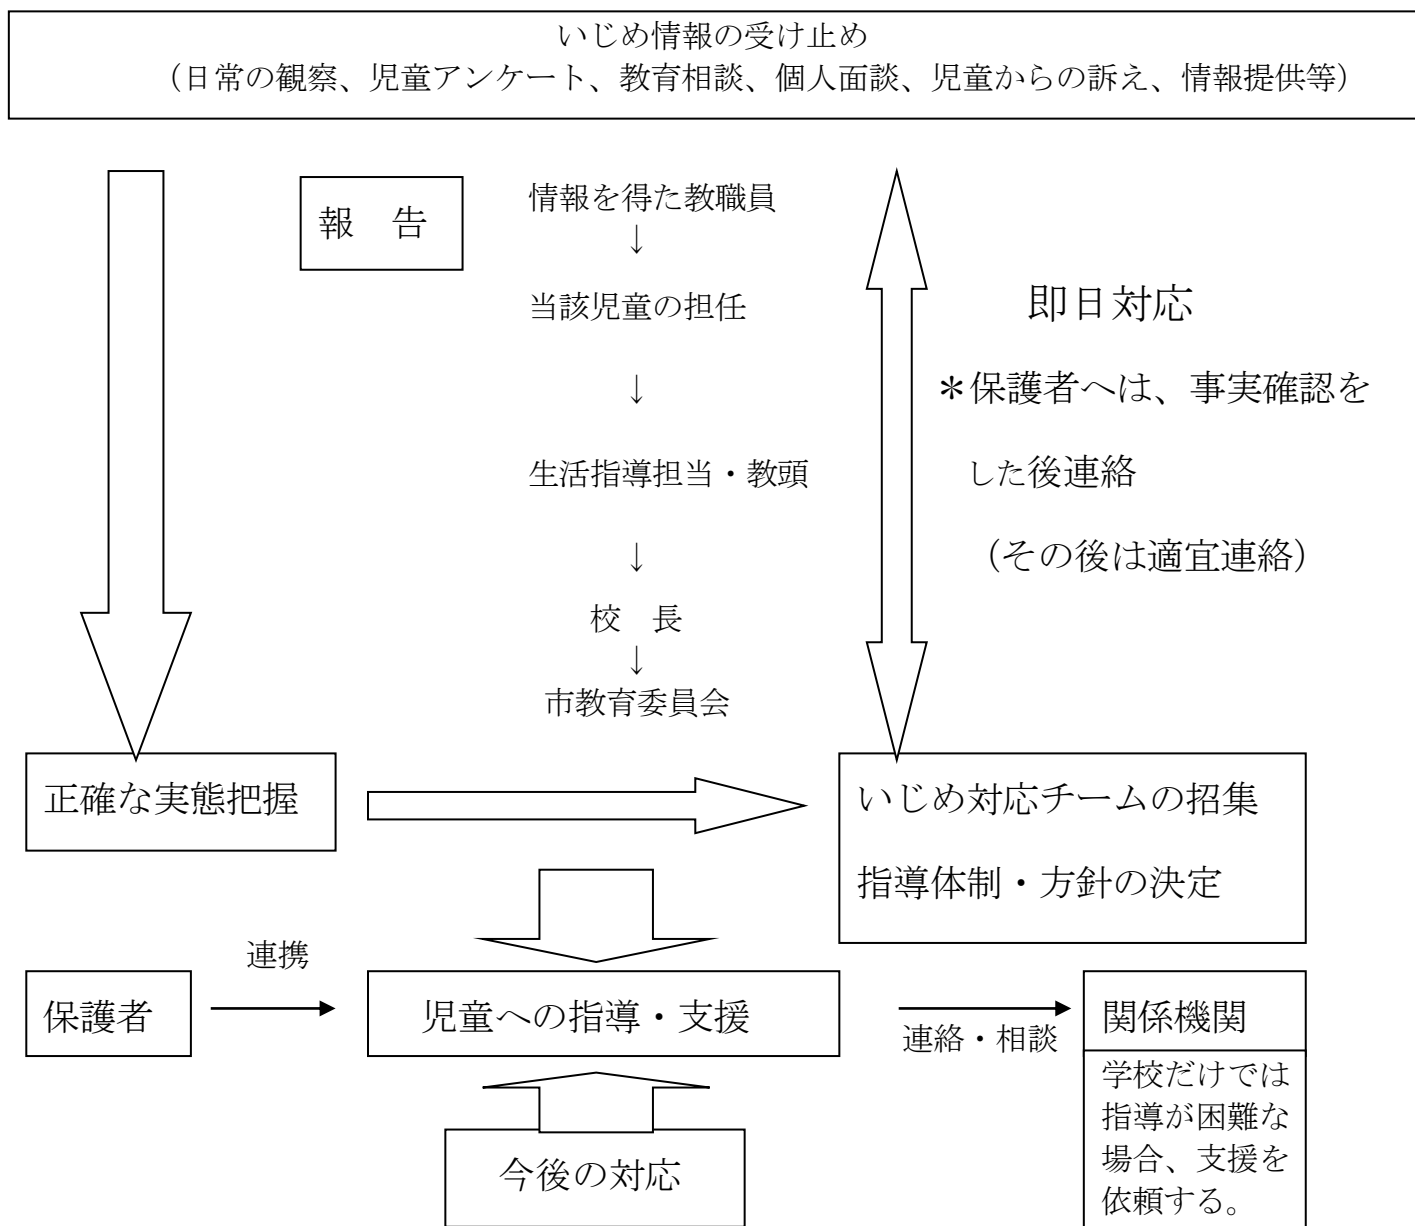 いじめ情報の受け止め
（日常の観察、児童アンケート、教育相談、個人面談、児童からの訴え、情報提供等）
報　告
情報を得た教職員
↓
当該児童の担任
↓
生活指導担当・教頭
↓
校　長
↓
市教育委員会
即日対応
＊保護者へは、事実確認を
した後連絡
（その後は適宜連絡）
正確な実態把握
いじめ対応チームの招集
指導体制・方針の決定
保護者
連携
児童への指導・支援
連絡・相談
関係機関
学校だけでは
指導が困難な
場合、支援を
依頼する。
今後の対応